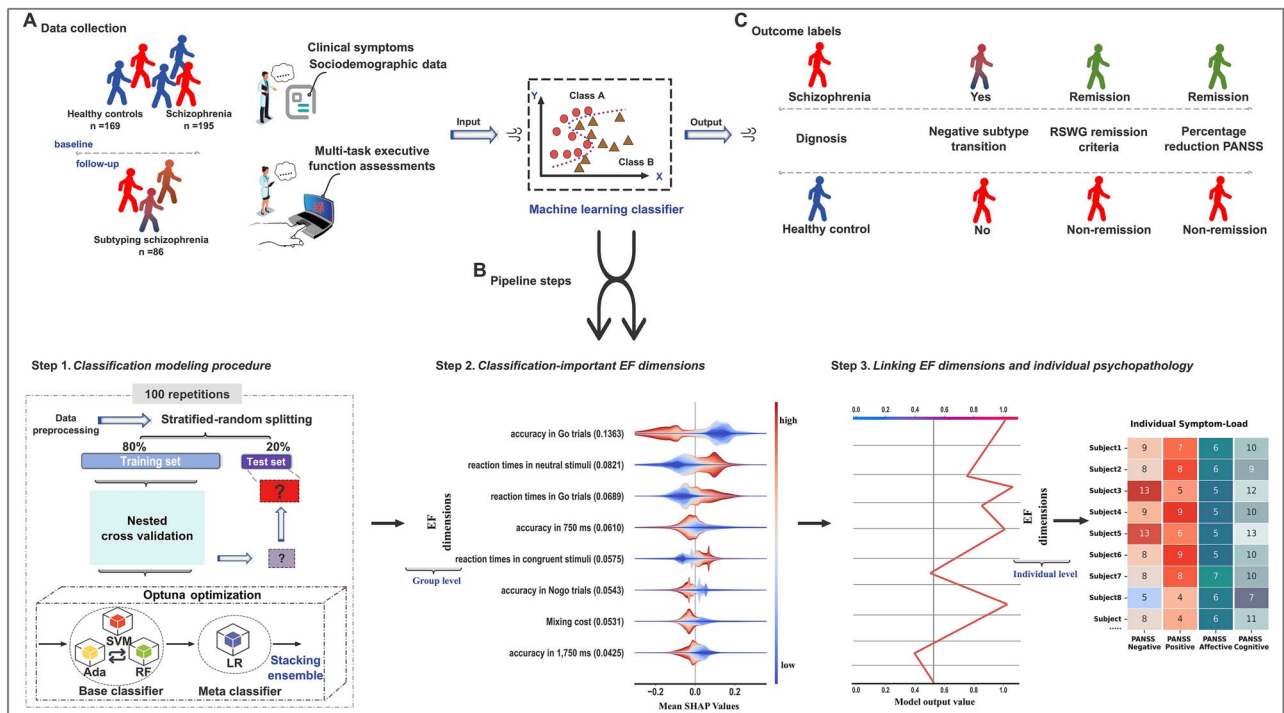 A
Data collection
Healthy controls
n =169
Schizophrenia
n =195
baseline
follow-up
Subtyping schizophrenia
n =86
Clinical symptoms
Sociodemographic data
Multi-task executive
function assessments
Input
Y
Class A
Class B
X
Machine learning classifier
Output
C
Outcome labels
Schizophrenia
Yes
Remission
Remission
Dignosis
Negative subtype
transition
RSWG remission
criteria
Percentage
reduction PANSS
Healthy control
No
Non-remission
Non-remission
B
Pipeline steps
Step 1. Classification modeling procedure
100 repetitions
Data
preprocessing
Stratified-random splitting
80%
20%
Training set
Test set
?
Nested
cross validation
?
Optuna optimization
SVM
Ada
RF
Base classifier
LR
Meta classifier
Stacking
ensemble
Step 2. Classification-important EF dimensions
EF
dimensions
Group level
accuracy in Go trials (0.1363)
reaction times in neutral stimuli (0.0821)
reaction times in Go trials (0.0689)
accuracy in 750 ms (0.0610)
reaction times in congruent stimuli (0.0575)
accuracy in Nogo trials (0.0543)
Mixing cost (0.0531)
accuracy in 1,750 ms (0.0425)
−0.2 0.0 0.2
Mean SHAP Values
high
low
Step 3. Linking EF dimensions and individual psychopathology
0.0 0.2 0.4 0.6 0.8 1.0
0.0 0.2 0.4 0.6 0.8 1.0
Model output value
EF
dimensions
Individual level
Individual Symptom-Load
Subject1 9 7 6 10
Subject2 8 8 6 9
Subject3 13 5 5 12
Subject4 9 9 5 10
Subject5 13 6 5 13
Subject6 8 9 5 10
Subject7 8 8 7 10
Subject8 5 4 6 7
Subject 8 4 6 11
.....
PANSS PANSS PANSS PANSS
Negative Positive Affective Cognitive